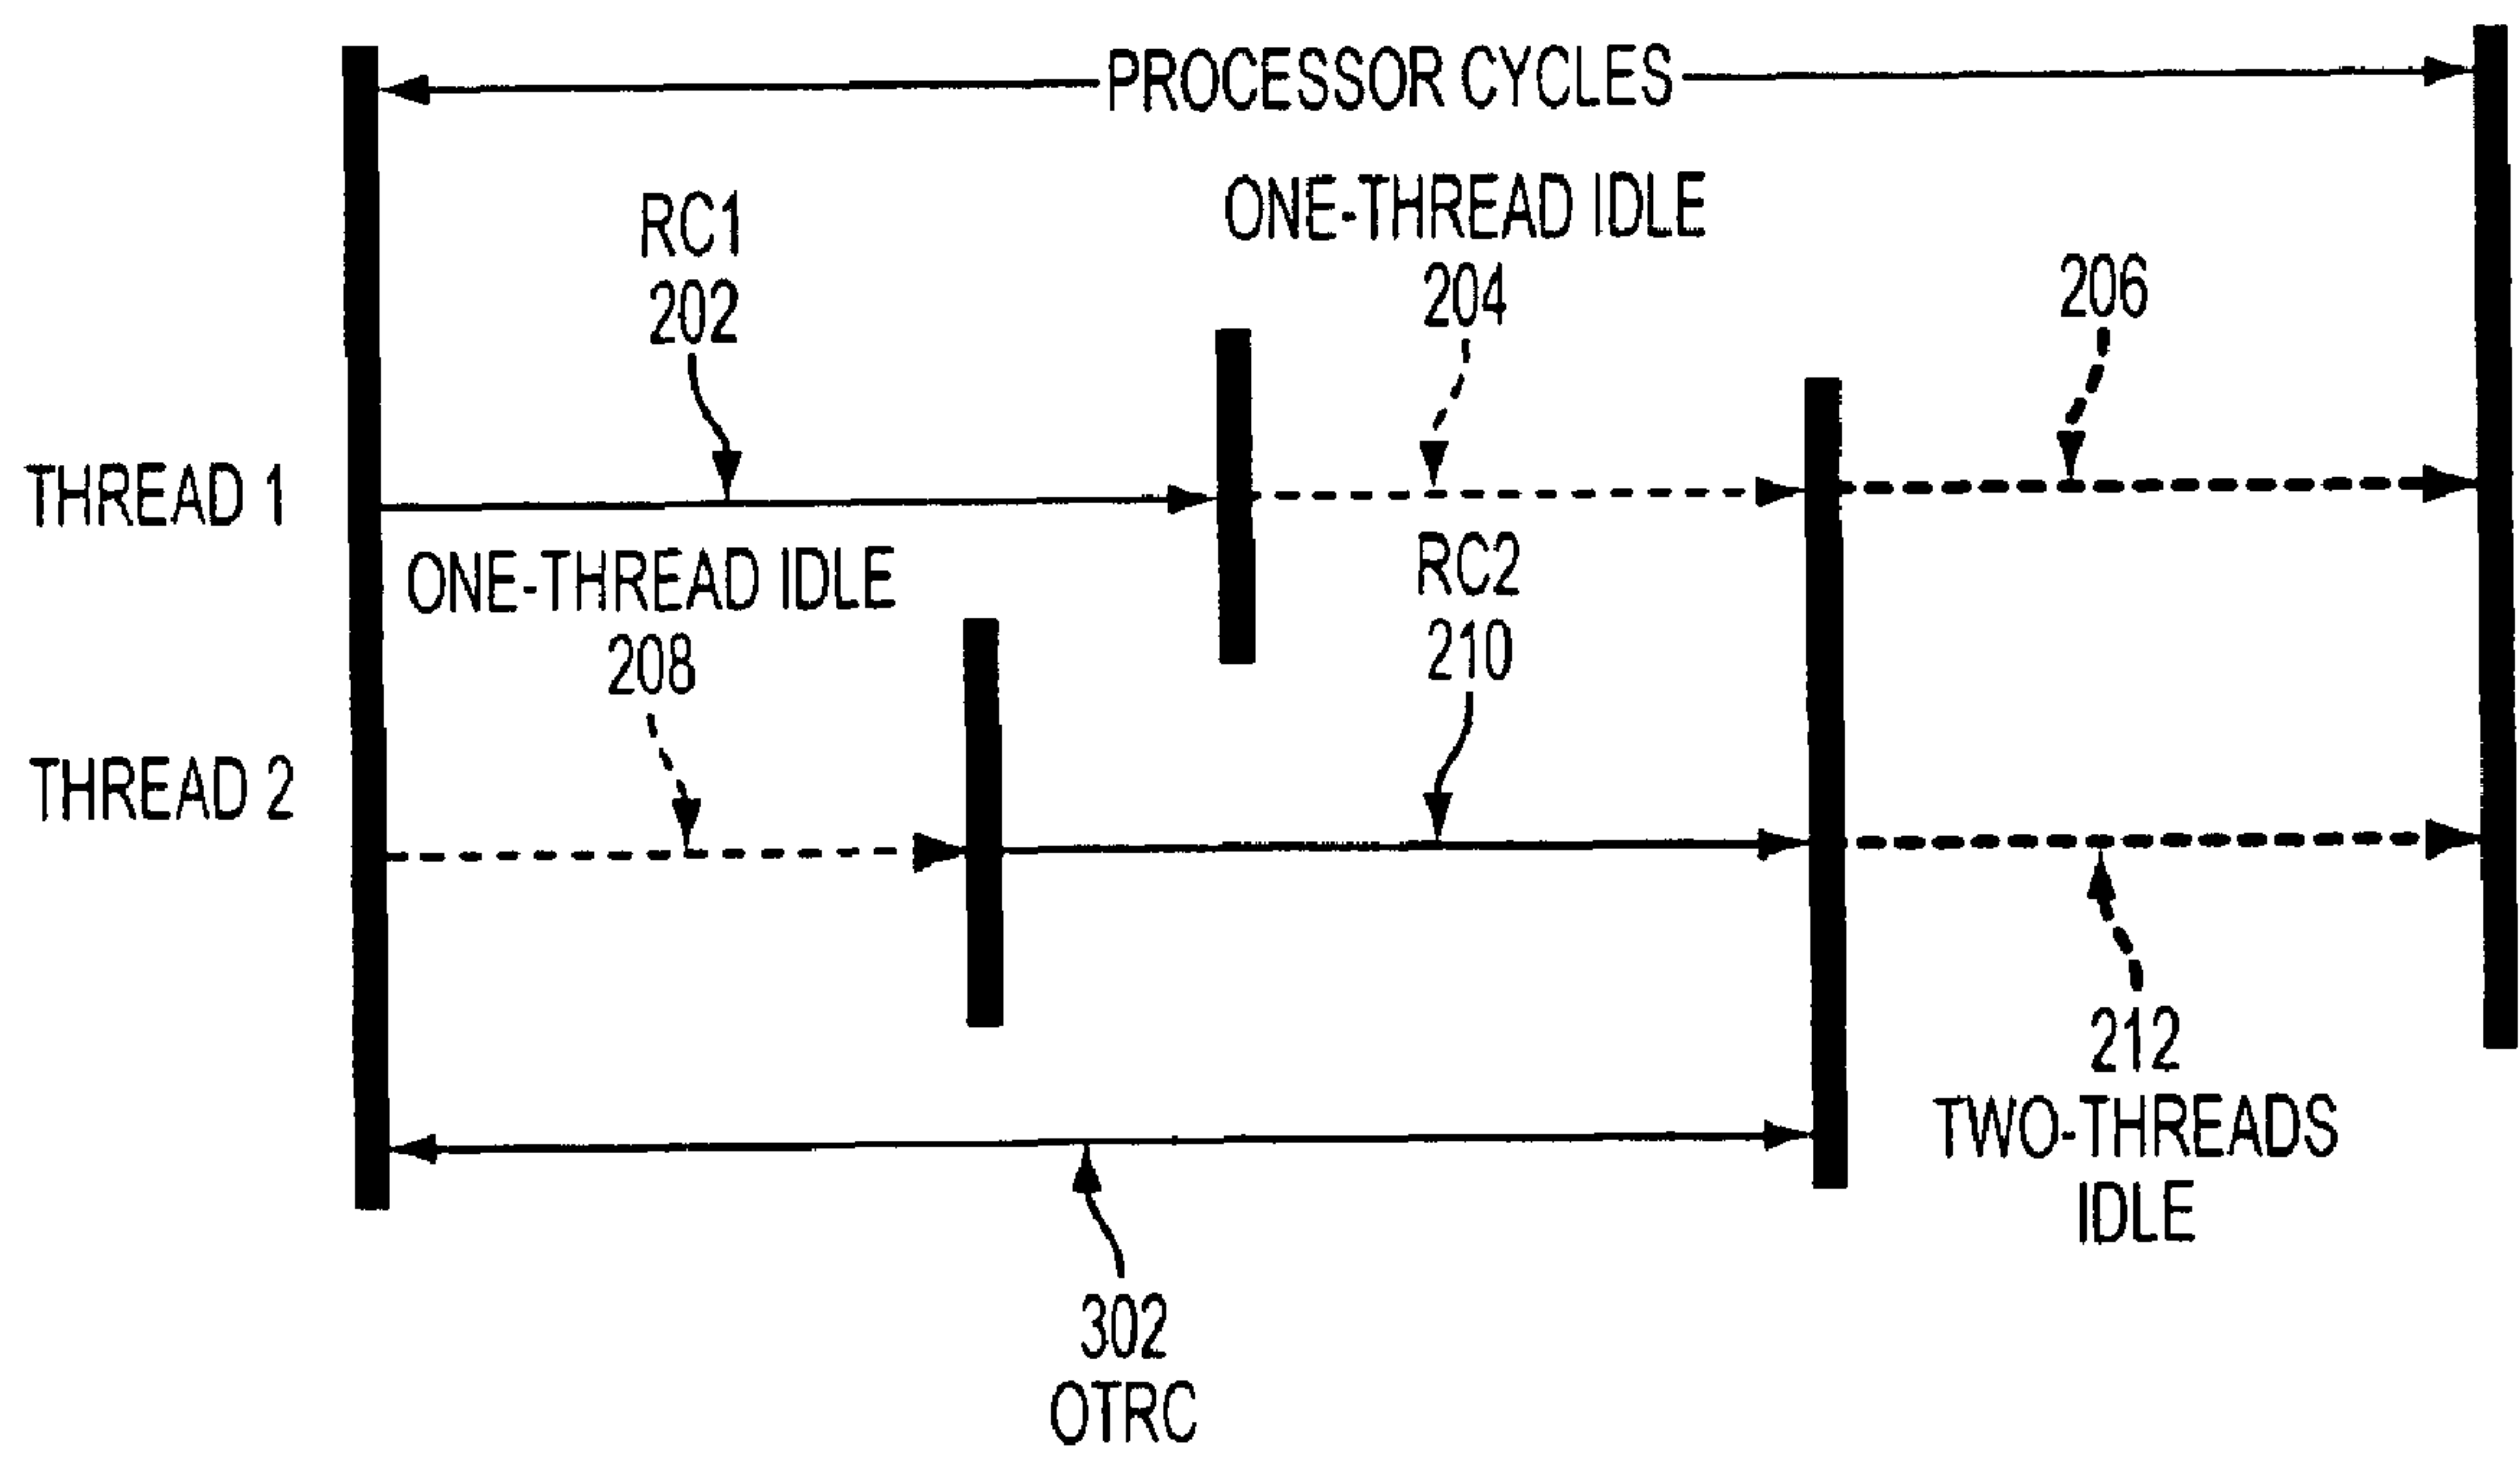 PROCESSOR CYCLES
ONE-THREAD IDLE
RC1
204
206
202
THREAD 1
RC2
ONE-THREAD IDLE
210
208
THREAD 2
212
TWO-THREADS
IDLE
302
OTRC